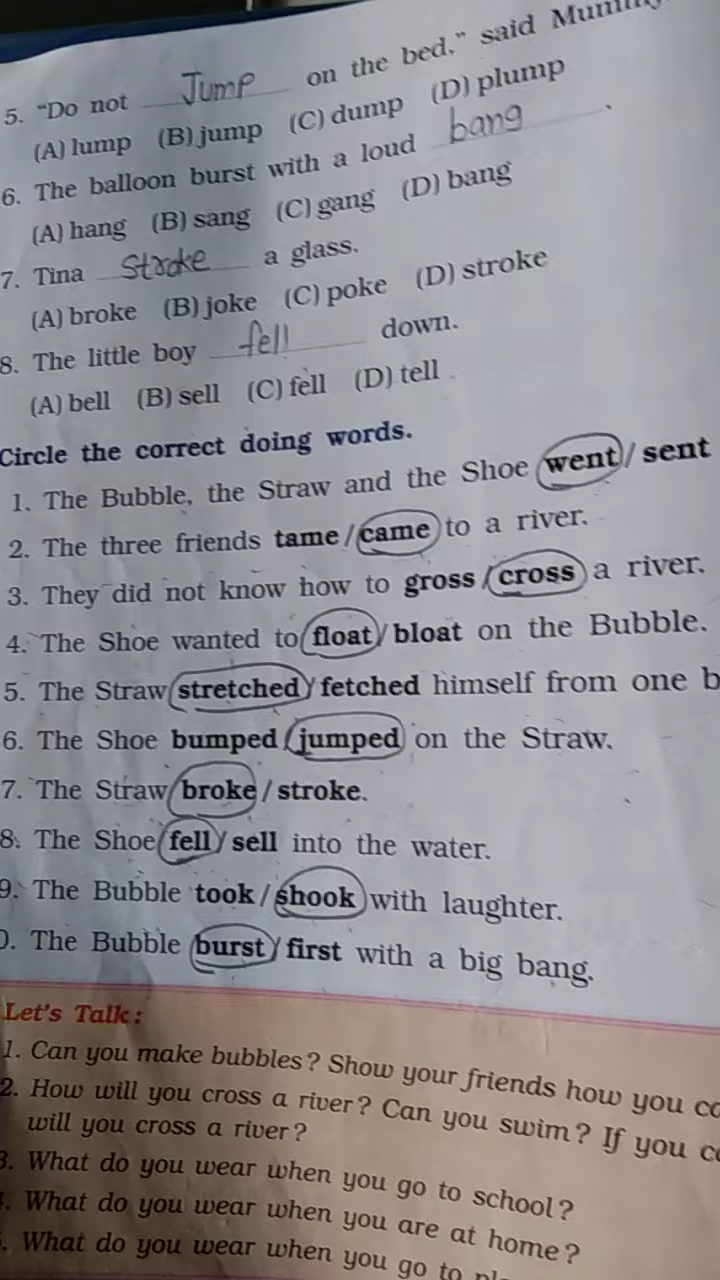 5. "Do not Jump on the bed," said
(A) lump (B) jump (C) dump (D) plump
6. The balloon burst with a loud bang.
(A) hang (B) sang (C) gang (D) bang
7. Tina Stroke a glass.
(A) broke (B) joke (C) poke (D) stroke
8. The little boy fell down.
(A) bell (B) sell (C) fell (D) tell
Circle the correct doing words.
1. The Bubble, the Straw and the Shoe went / sent
2. The three friends tame / came to a river.
3. They did not know how to gross / cross a river.
4. The Shoe wanted to float / bloat on the Bubble.
5. The Straw stretched / fetched himself from one b
6. The Shoe bumped / jumped on the Straw.
7. The Straw broke / stroke.
8. The Shoe fell / sell into the water.
9. The Bubble took / shook with laughter.
0. The Bubble burst / first with a big bang.
Let's Talk:
1. Can you make bubbles? Show your friends how you
2. How will you cross a river? Can you swim? If you
will you cross a river?
3. What do you wear when you go to school?
. What do you wear when you are at home?
. What do you wear when you go to